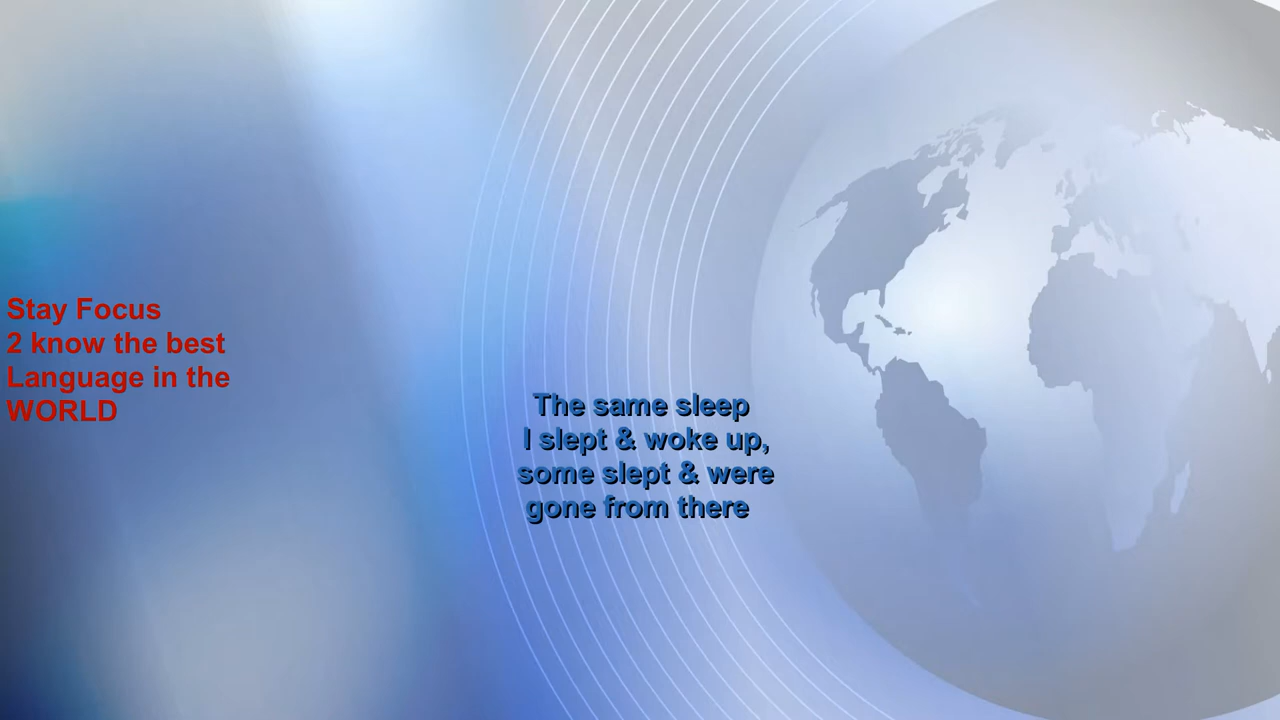 Stay Focus
2 know the best
Language in the
WORLD
The same sleep
I slept & woke up,
some slept & were
gone from there